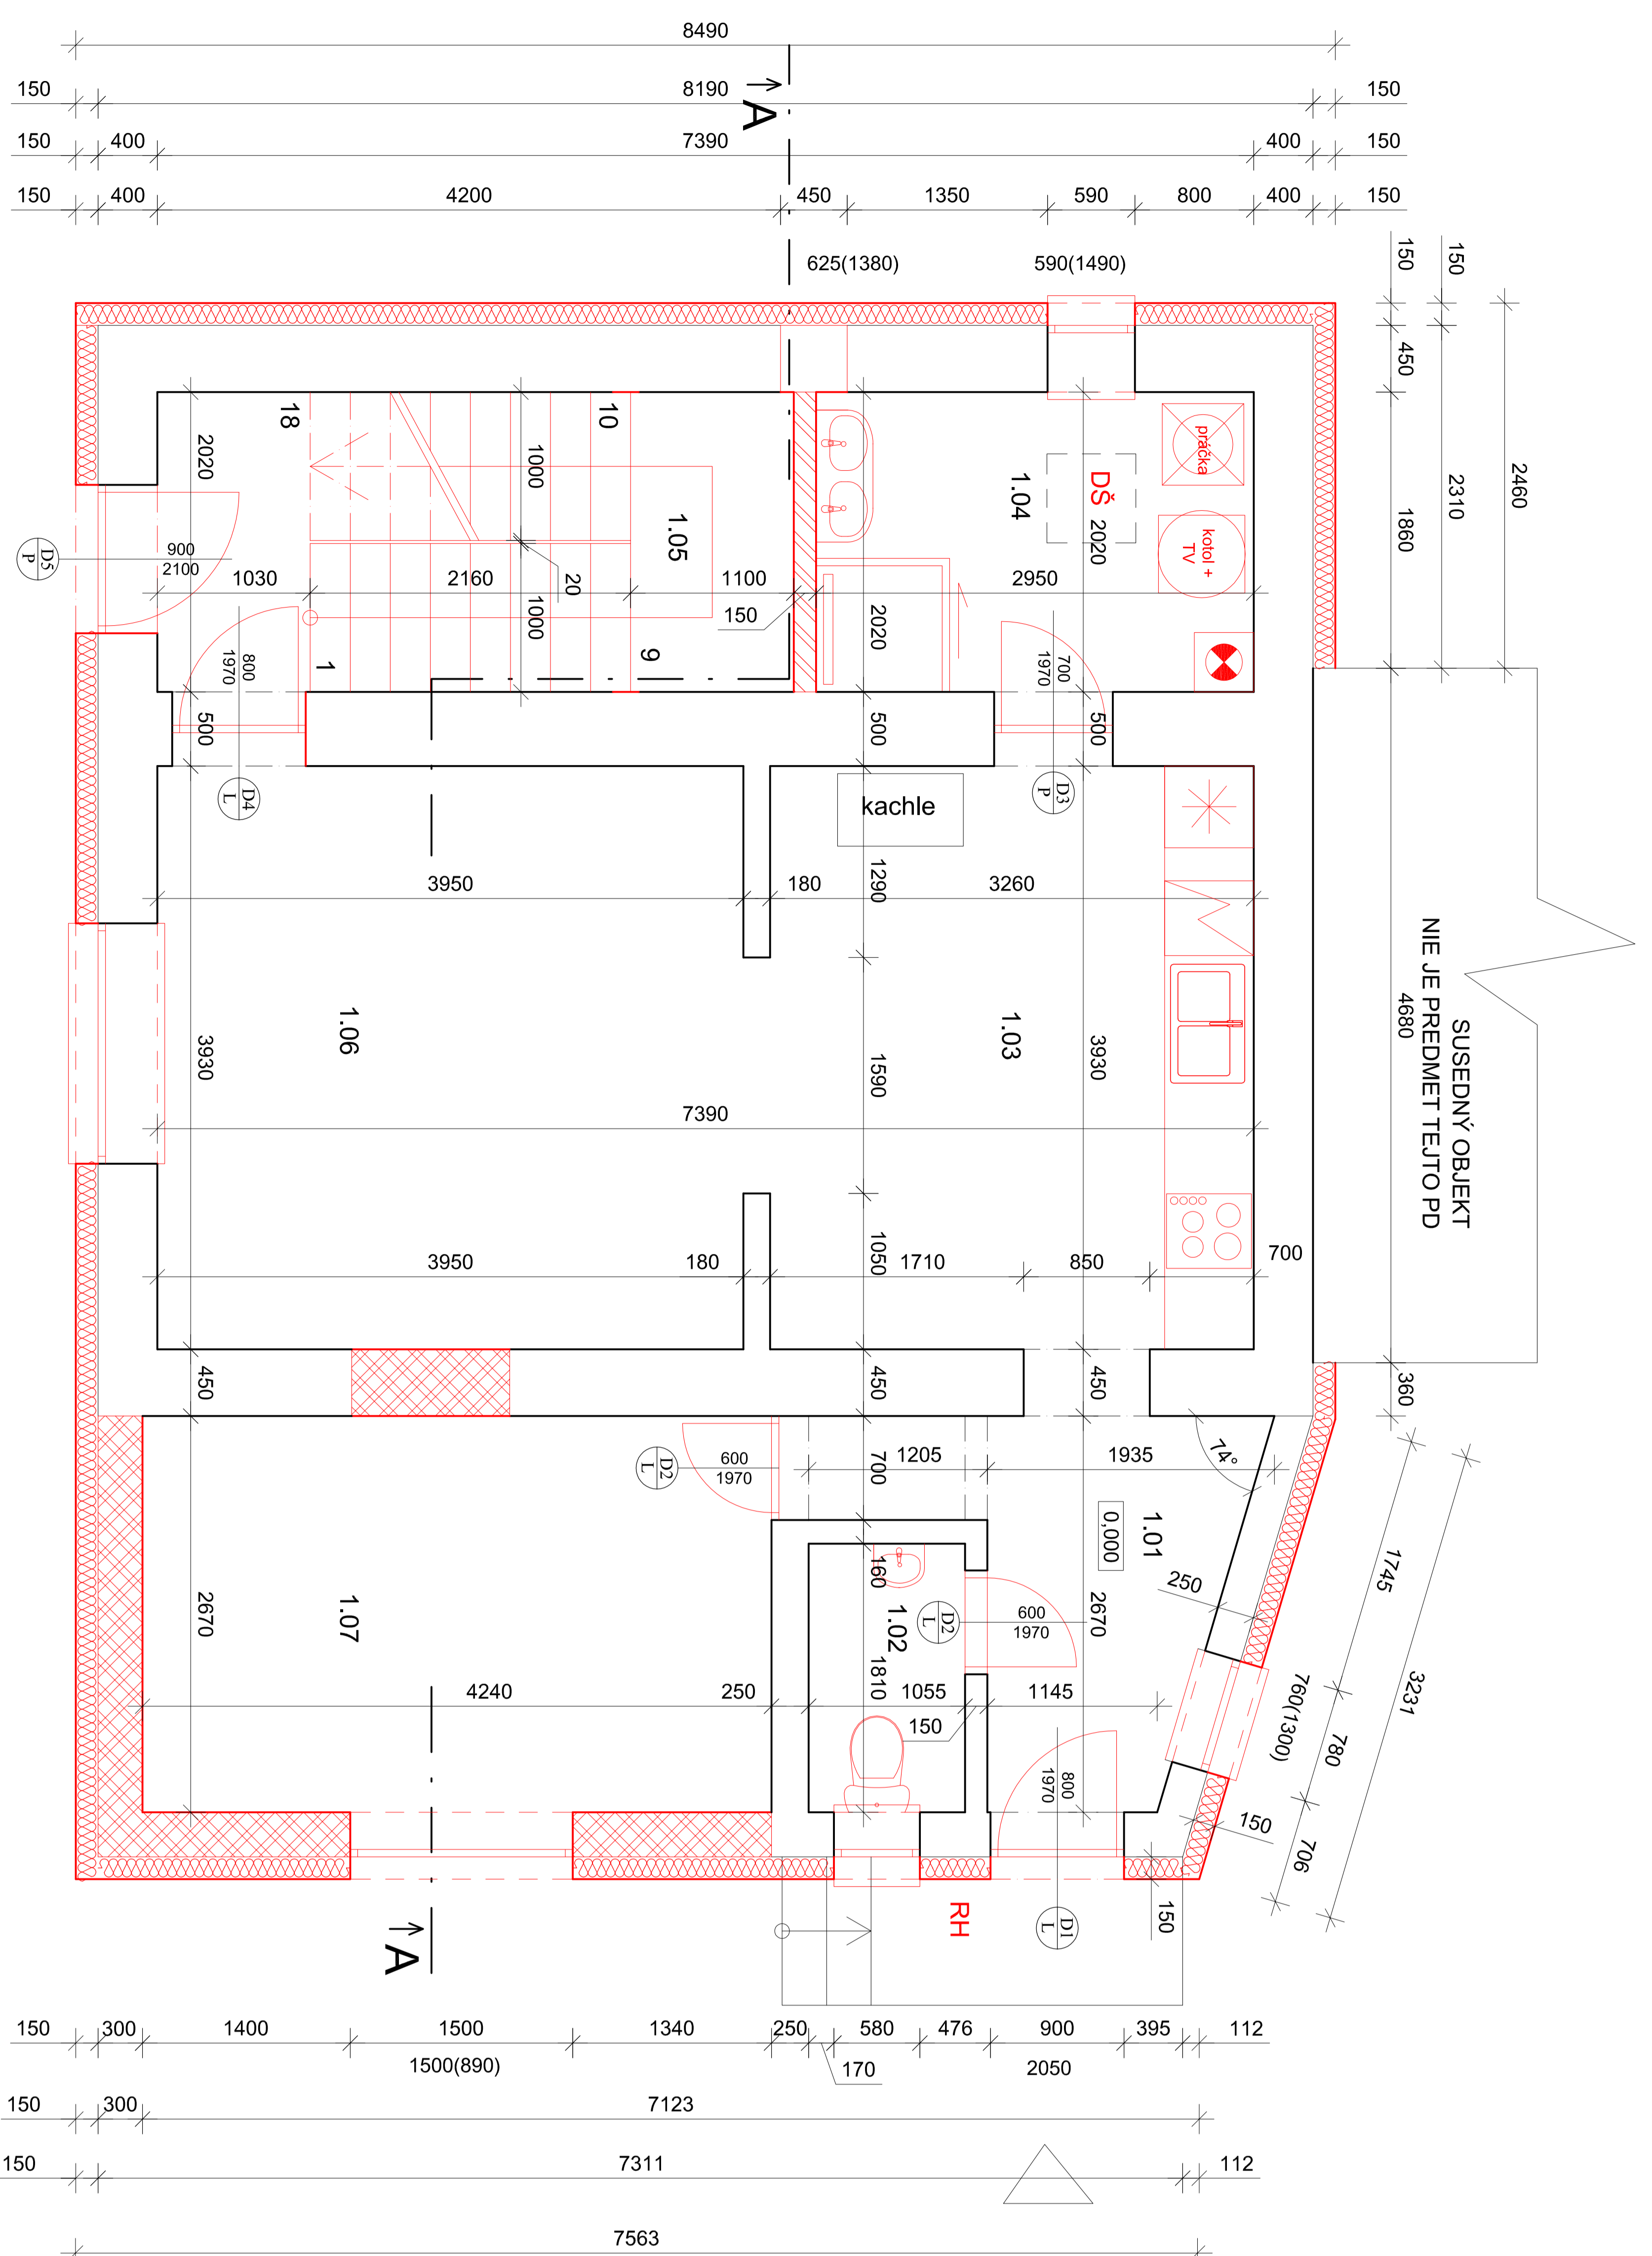 8490
150 8190 150
150 400 7390 400 150
150 400 4200 450 1350 590 800 400 150
A
625(1380) 590(1490)
150 150
450 2310 2460
1860
18 10
2020 1000
práčka
DŠ
1.04
2020
kotol +
TV
1.05
D5
P
900
2100
1030 2160 20 1100 2950
150
1000 2020
1 9
800
1970
700
1970
500 500 500
D4
L
D3
P
kachle
3950 180 1290 3260
SUSEDNÝ OBJEKT
NIE JE PREDMET TEJTO PD
4680
1.06 1.03
3930 1590 3930
7390
3950 180 1050 1710 850 700
450 450 450 360
D2
L
600
1970
700 1205 1935 74°
1.01
0,000
1745
3231
160 250
1.07
2670
1.02
D2
L
600
1970
2670
760(1300)
780
706
4240 250 1810 1055 1145
150
800
1970
150
A
RH
D1
L
150
150 300 1400 1500 1340 250 580 476 900 395 112
1500(890) 170 2050
150 300 7123
150 7311 112
7563